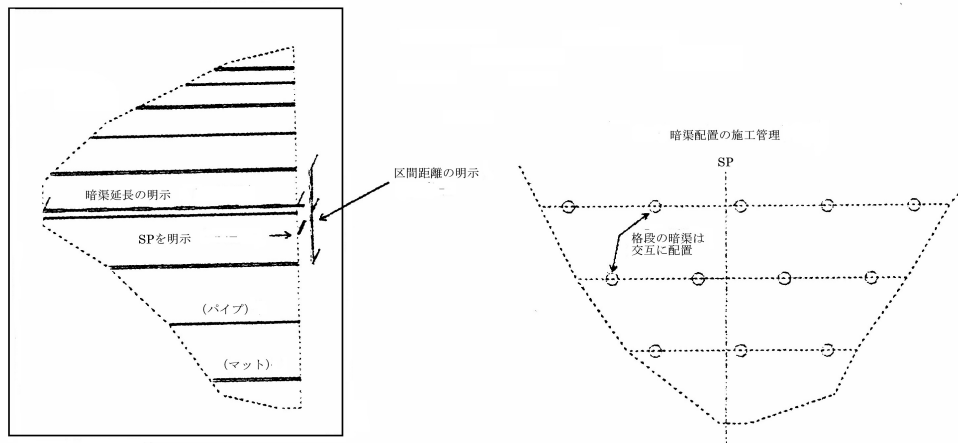 暗渠延長の明示
SPを明示
(パイプ)
(マット)
区間距離の明示
暗渠配置の施工管理
SP
格段の暗渠は
交互に配置